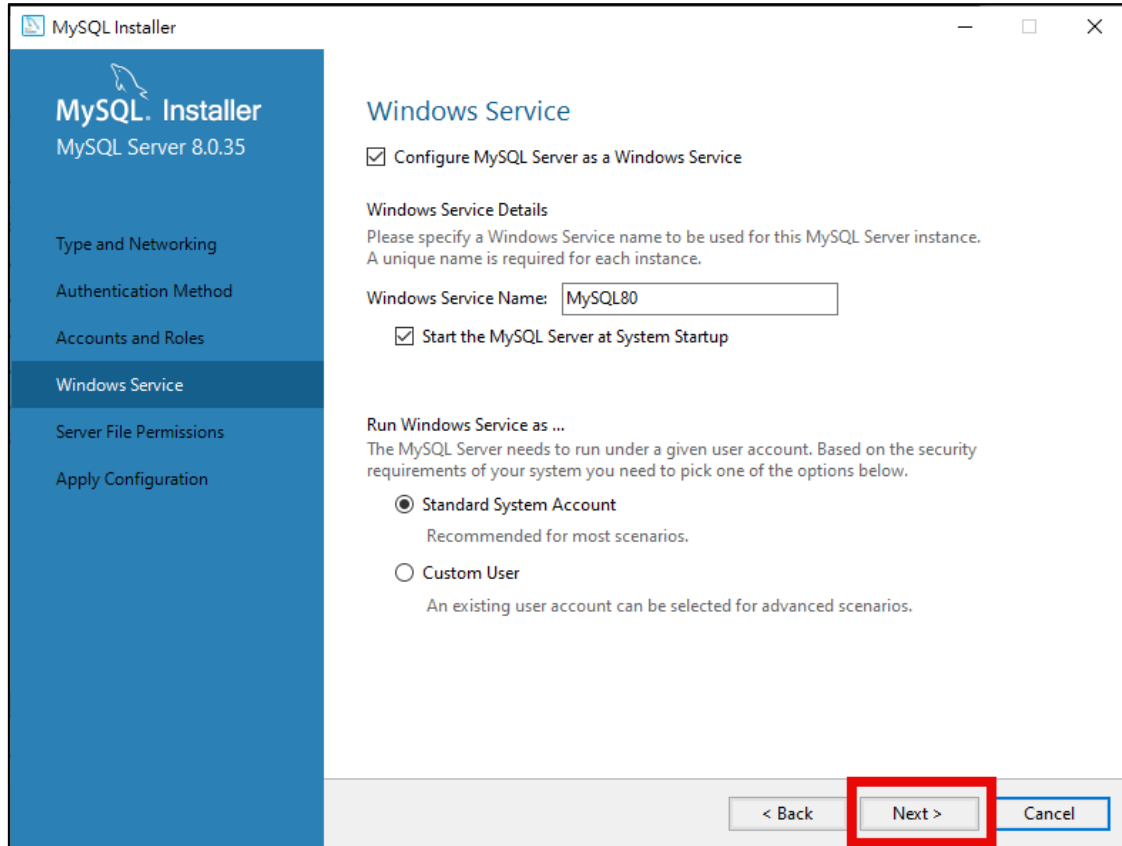 MySQL Installer
MySQL. Installer
MySQL Server 8.0.35
Type and Networking
Authentication Method
Accounts and Roles
Windows Service
Server File Permissions
Apply Configuration
Windows Service
Configure MySQL Server as a Windows Service
Windows Service Details
Please specify a Windows Service name to be used for this MySQL Server instance.
A unique name is required for each instance.
Windows Service Name: MySQL80
Start the MySQL Server at System Startup
Run Windows Service as ...
The MySQL Server needs to run under a given user account. Based on the security
requirements of your system you need to pick one of the options below.
Standard System Account
Recommended for most scenarios.
Custom User
An existing user account can be selected for advanced scenarios.
< Back Next > Cancel